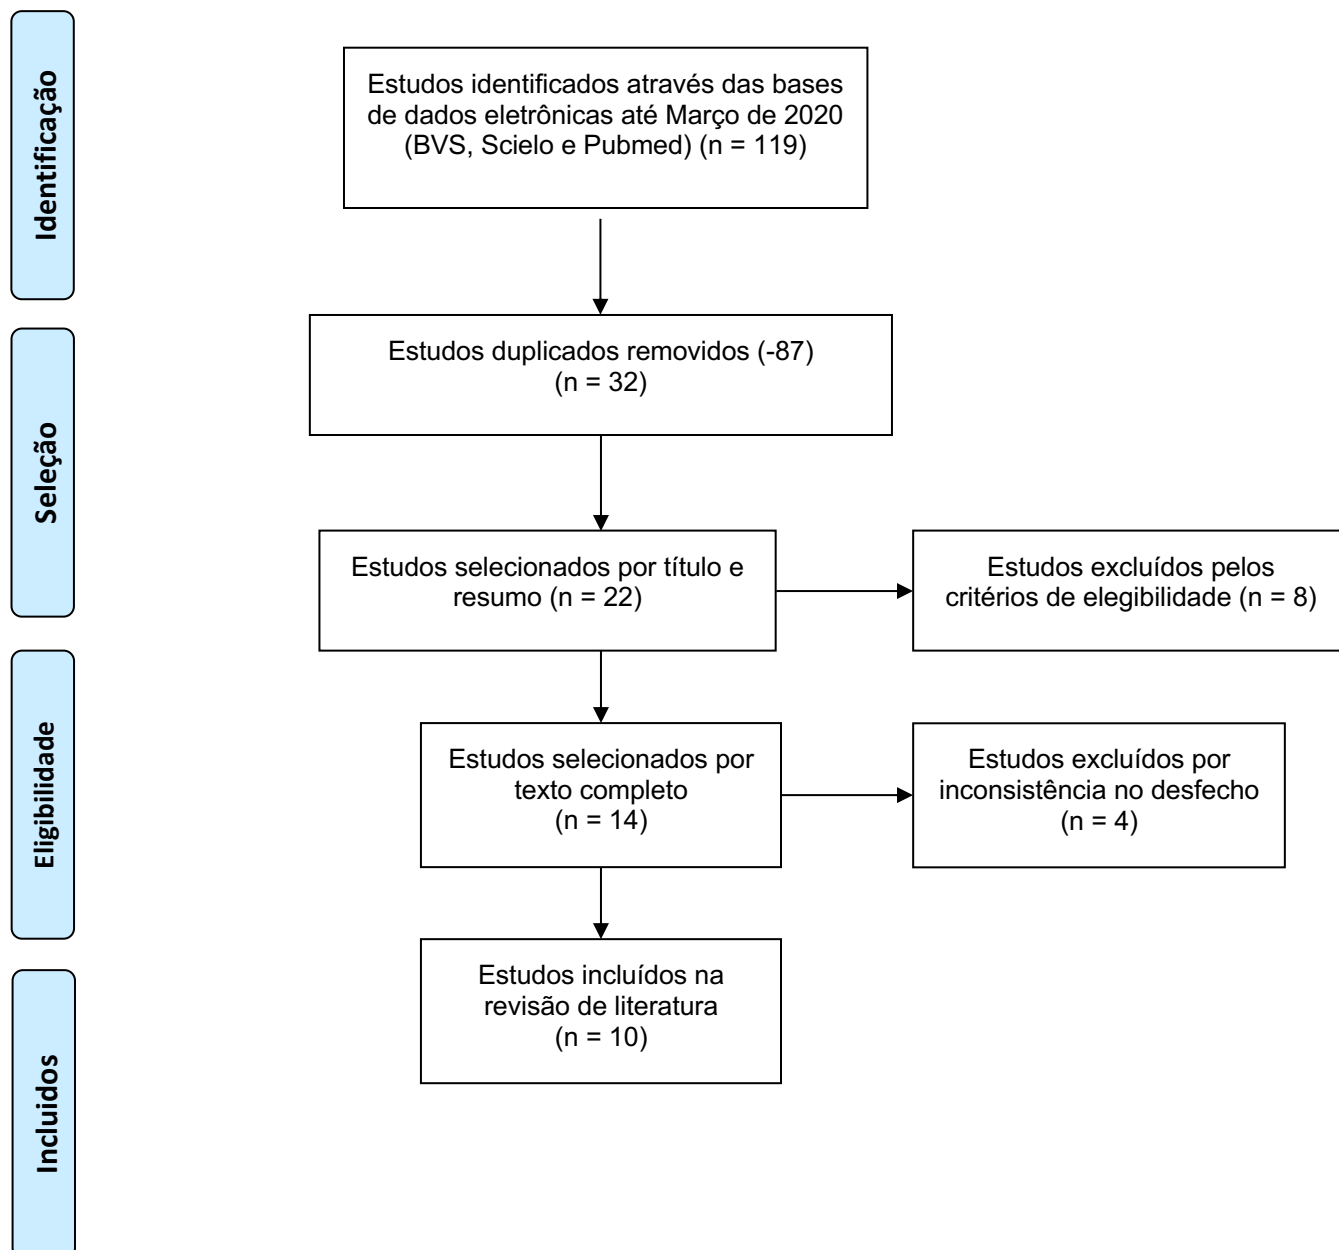 Identificação
Estudos identificados através das bases
de dados eletrônicas até Março de 2020
(BVS, Scielo e Pubmed) (n = 119)
Seleção
Estudos duplicados removidos (-87)
(n = 32)
Estudos selecionados por título e
resumo (n = 22)
Estudos excluídos pelos
critérios de elegibilidade (n = 8)
Eligibilidade
Estudos selecionados por
texto completo
(n = 14)
Estudos excluídos por
inconsistência no desfecho
(n = 4)
Incluidos
Estudos incluídos na
revisão de literatura
(n = 10)